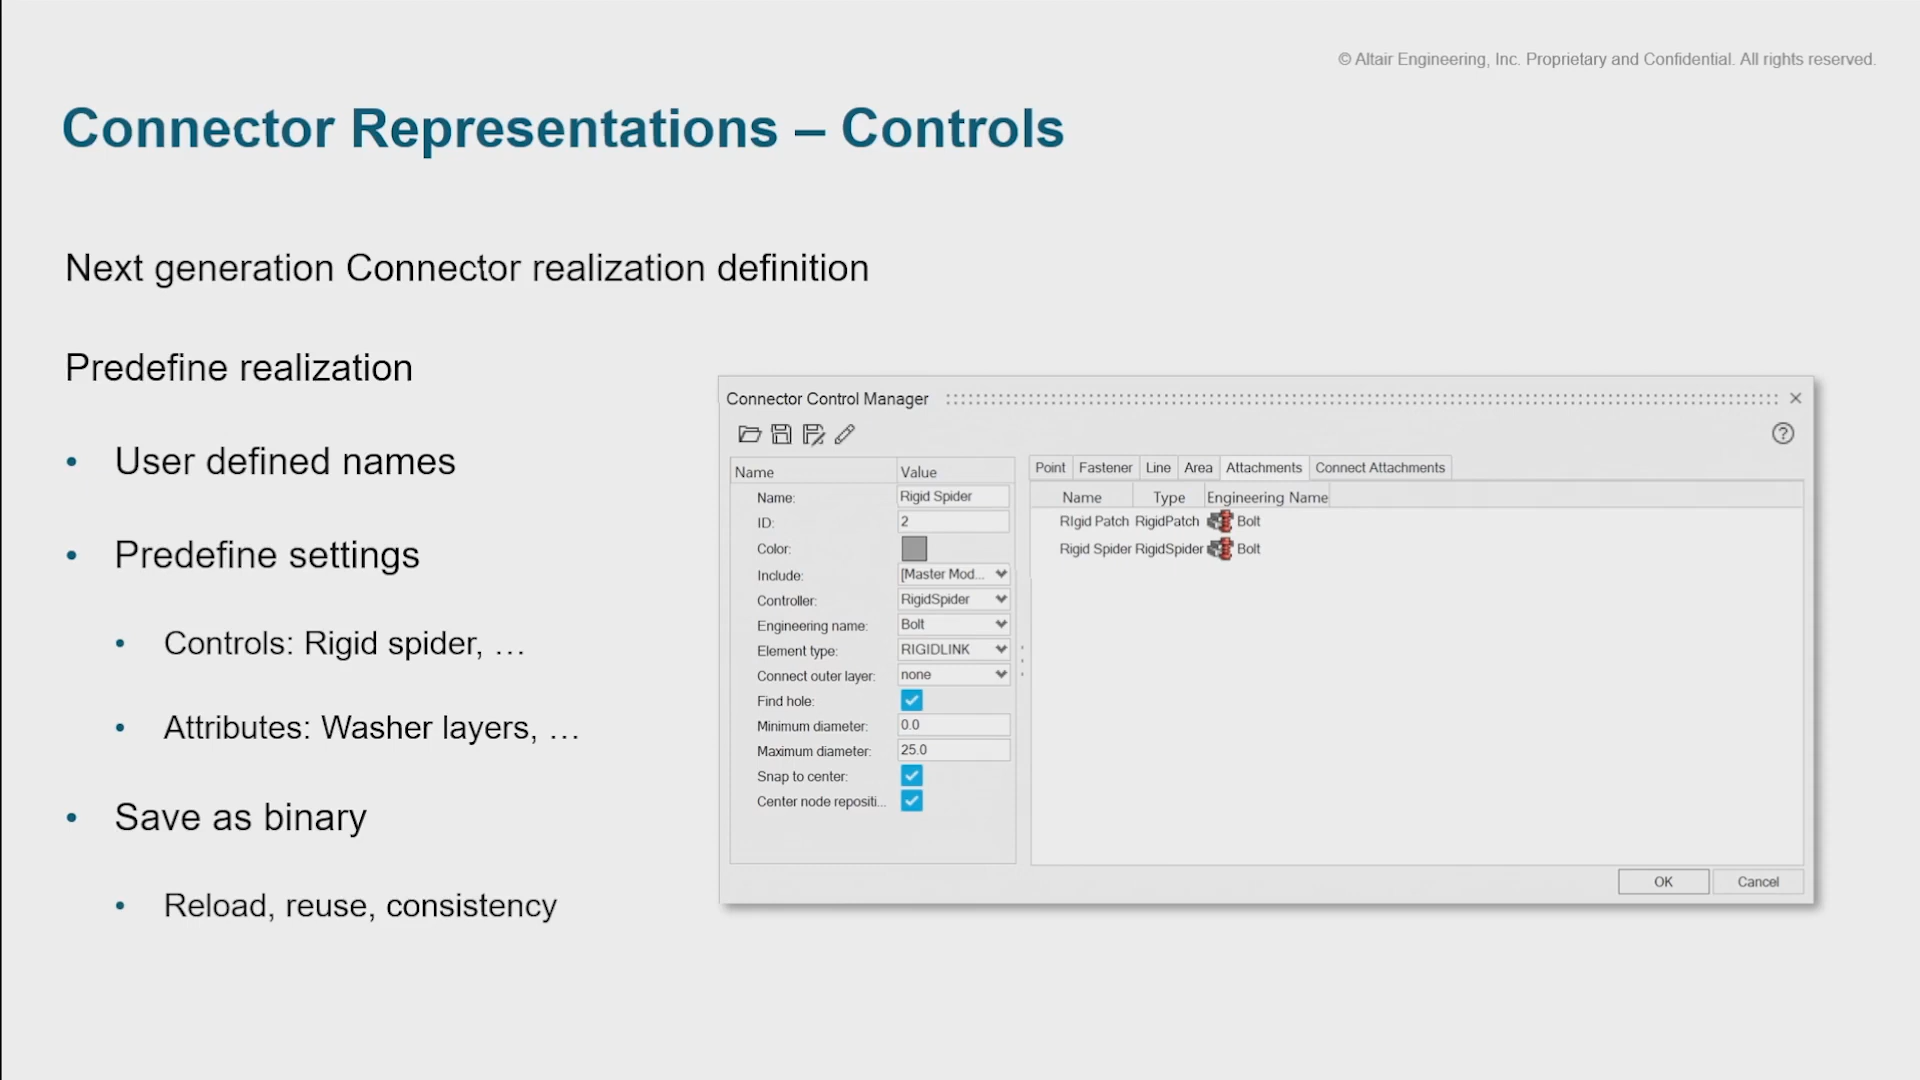 © Altair Engineering, Inc. Proprietary and Confidential. All rights reserved.
Connector Representations – Controls
Next generation Connector realization definition
Predefine realization
• User defined names
• Predefine settings
• Controls: Rigid spider, …
• Attributes: Washer layers, …
• Save as binary
• Reload, reuse, consistency
Connector Control Manager
Name Value
Name: Rigid Spider
ID: 2
Color:
Include: [Master Mod...
Controller: RigidSpider
Engineering name: Bolt
Element type: RIGIDLINK
Connect outer layer: none
Find hole:
Minimum diameter: 0.0
Maximum diameter: 25.0
Snap to center:
Center node repositi...
Point Fastener Line Area Attachments Connect Attachments
Name Type Engineering Name
RIgid Patch RigidPatch Bolt
Rigid Spider RigidSpider Bolt
OK Cancel